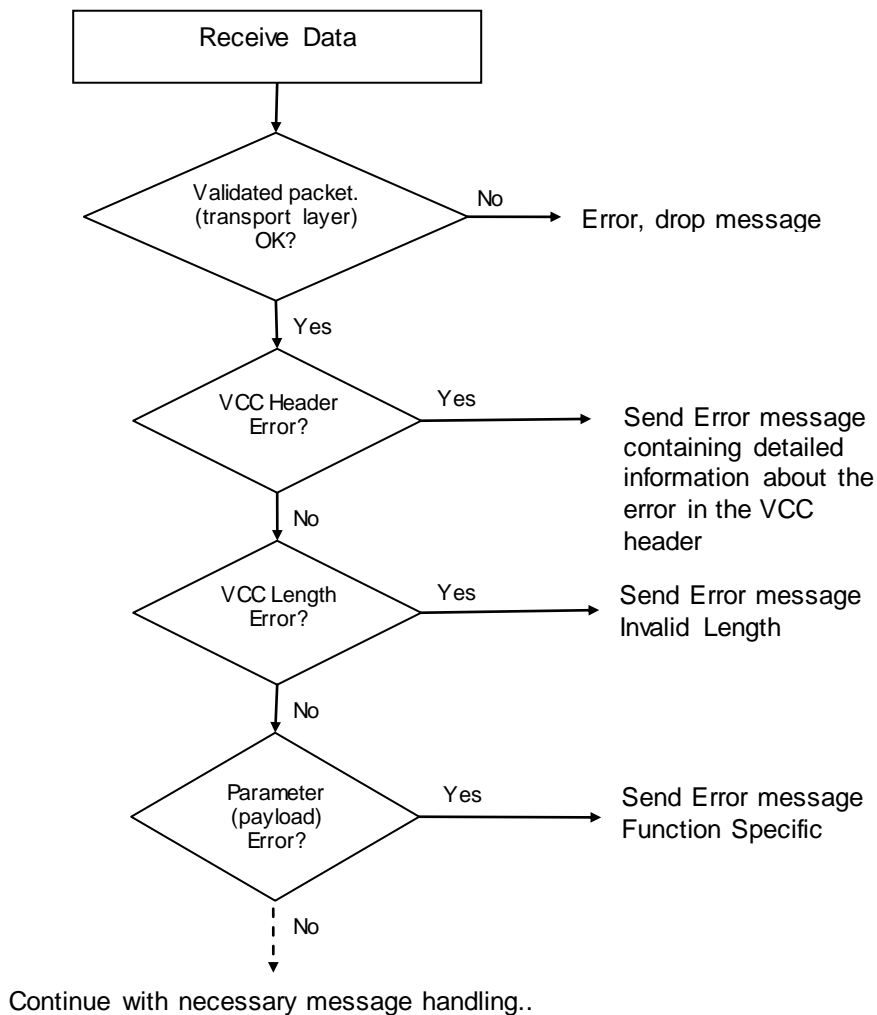 Receive Data
Validated packet.
(transport layer)
OK?
No
Error, drop message
Yes
VCC Header
Error?
Yes
Send Error message
containing detailed
information about the
error in the VCC
header
No
VCC Length
Error?
Yes
Send Error message
Invalid Length
No
Parameter
(payload)
Error?
Yes
Send Error message
Function Specific
No
Continue with necessary message handling..